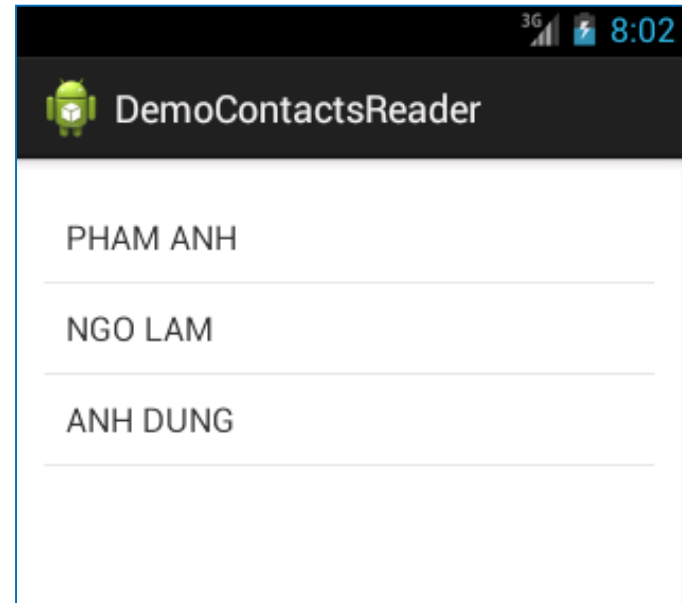 3G 8:02
DemoContactsReader
PHAM ANH
NGO LAM
ANH DUNG